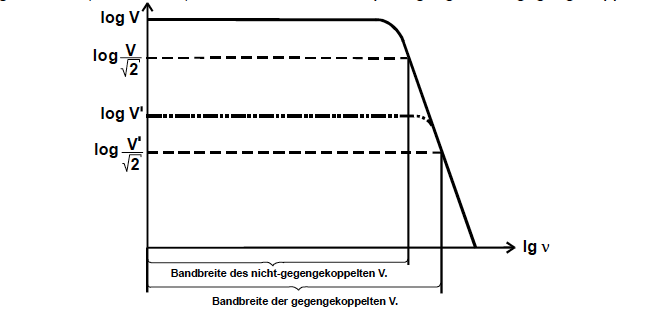 log V
log V/√2
log V'
log V'/√2
lg ν
Bandbreite des nicht-gegengekoppelten V.
Bandbreite der gegengekoppelten V.